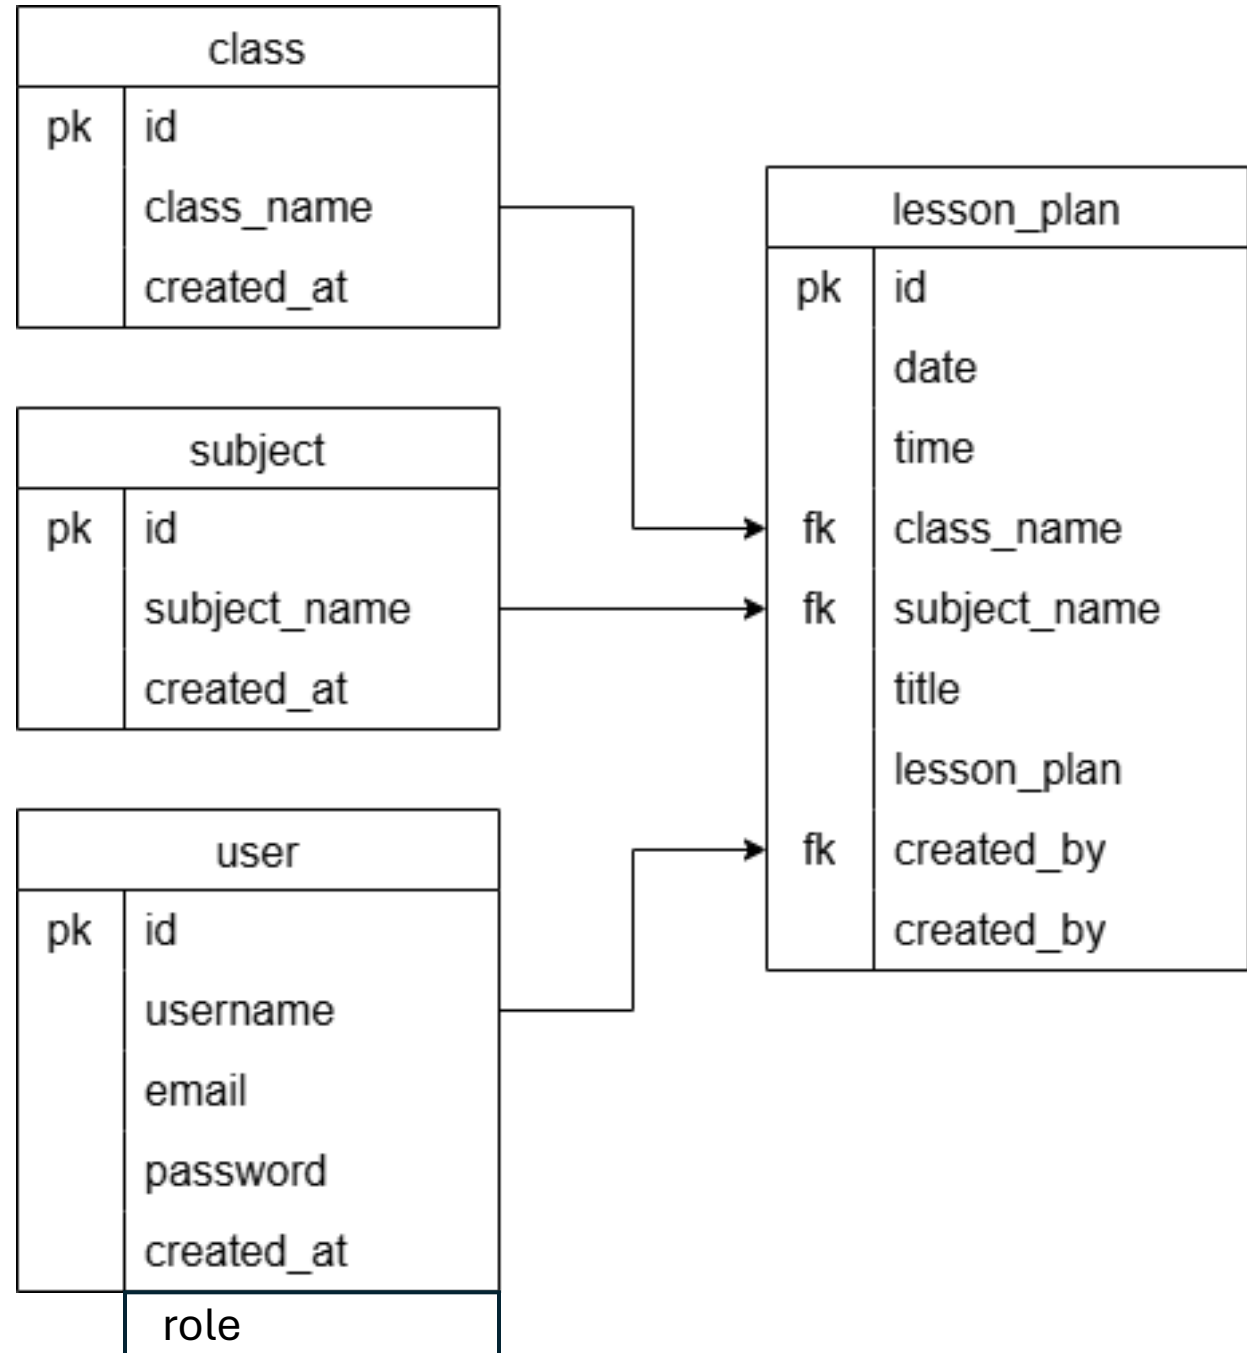 class
pk id
class_name
created_at
subject
pk id
subject_name
created_at
user
pk id
username
email
password
created_at
role
lesson_plan
pk id
date
time
fk class_name
fk subject_name
title
lesson_plan
fk created_by
created_by